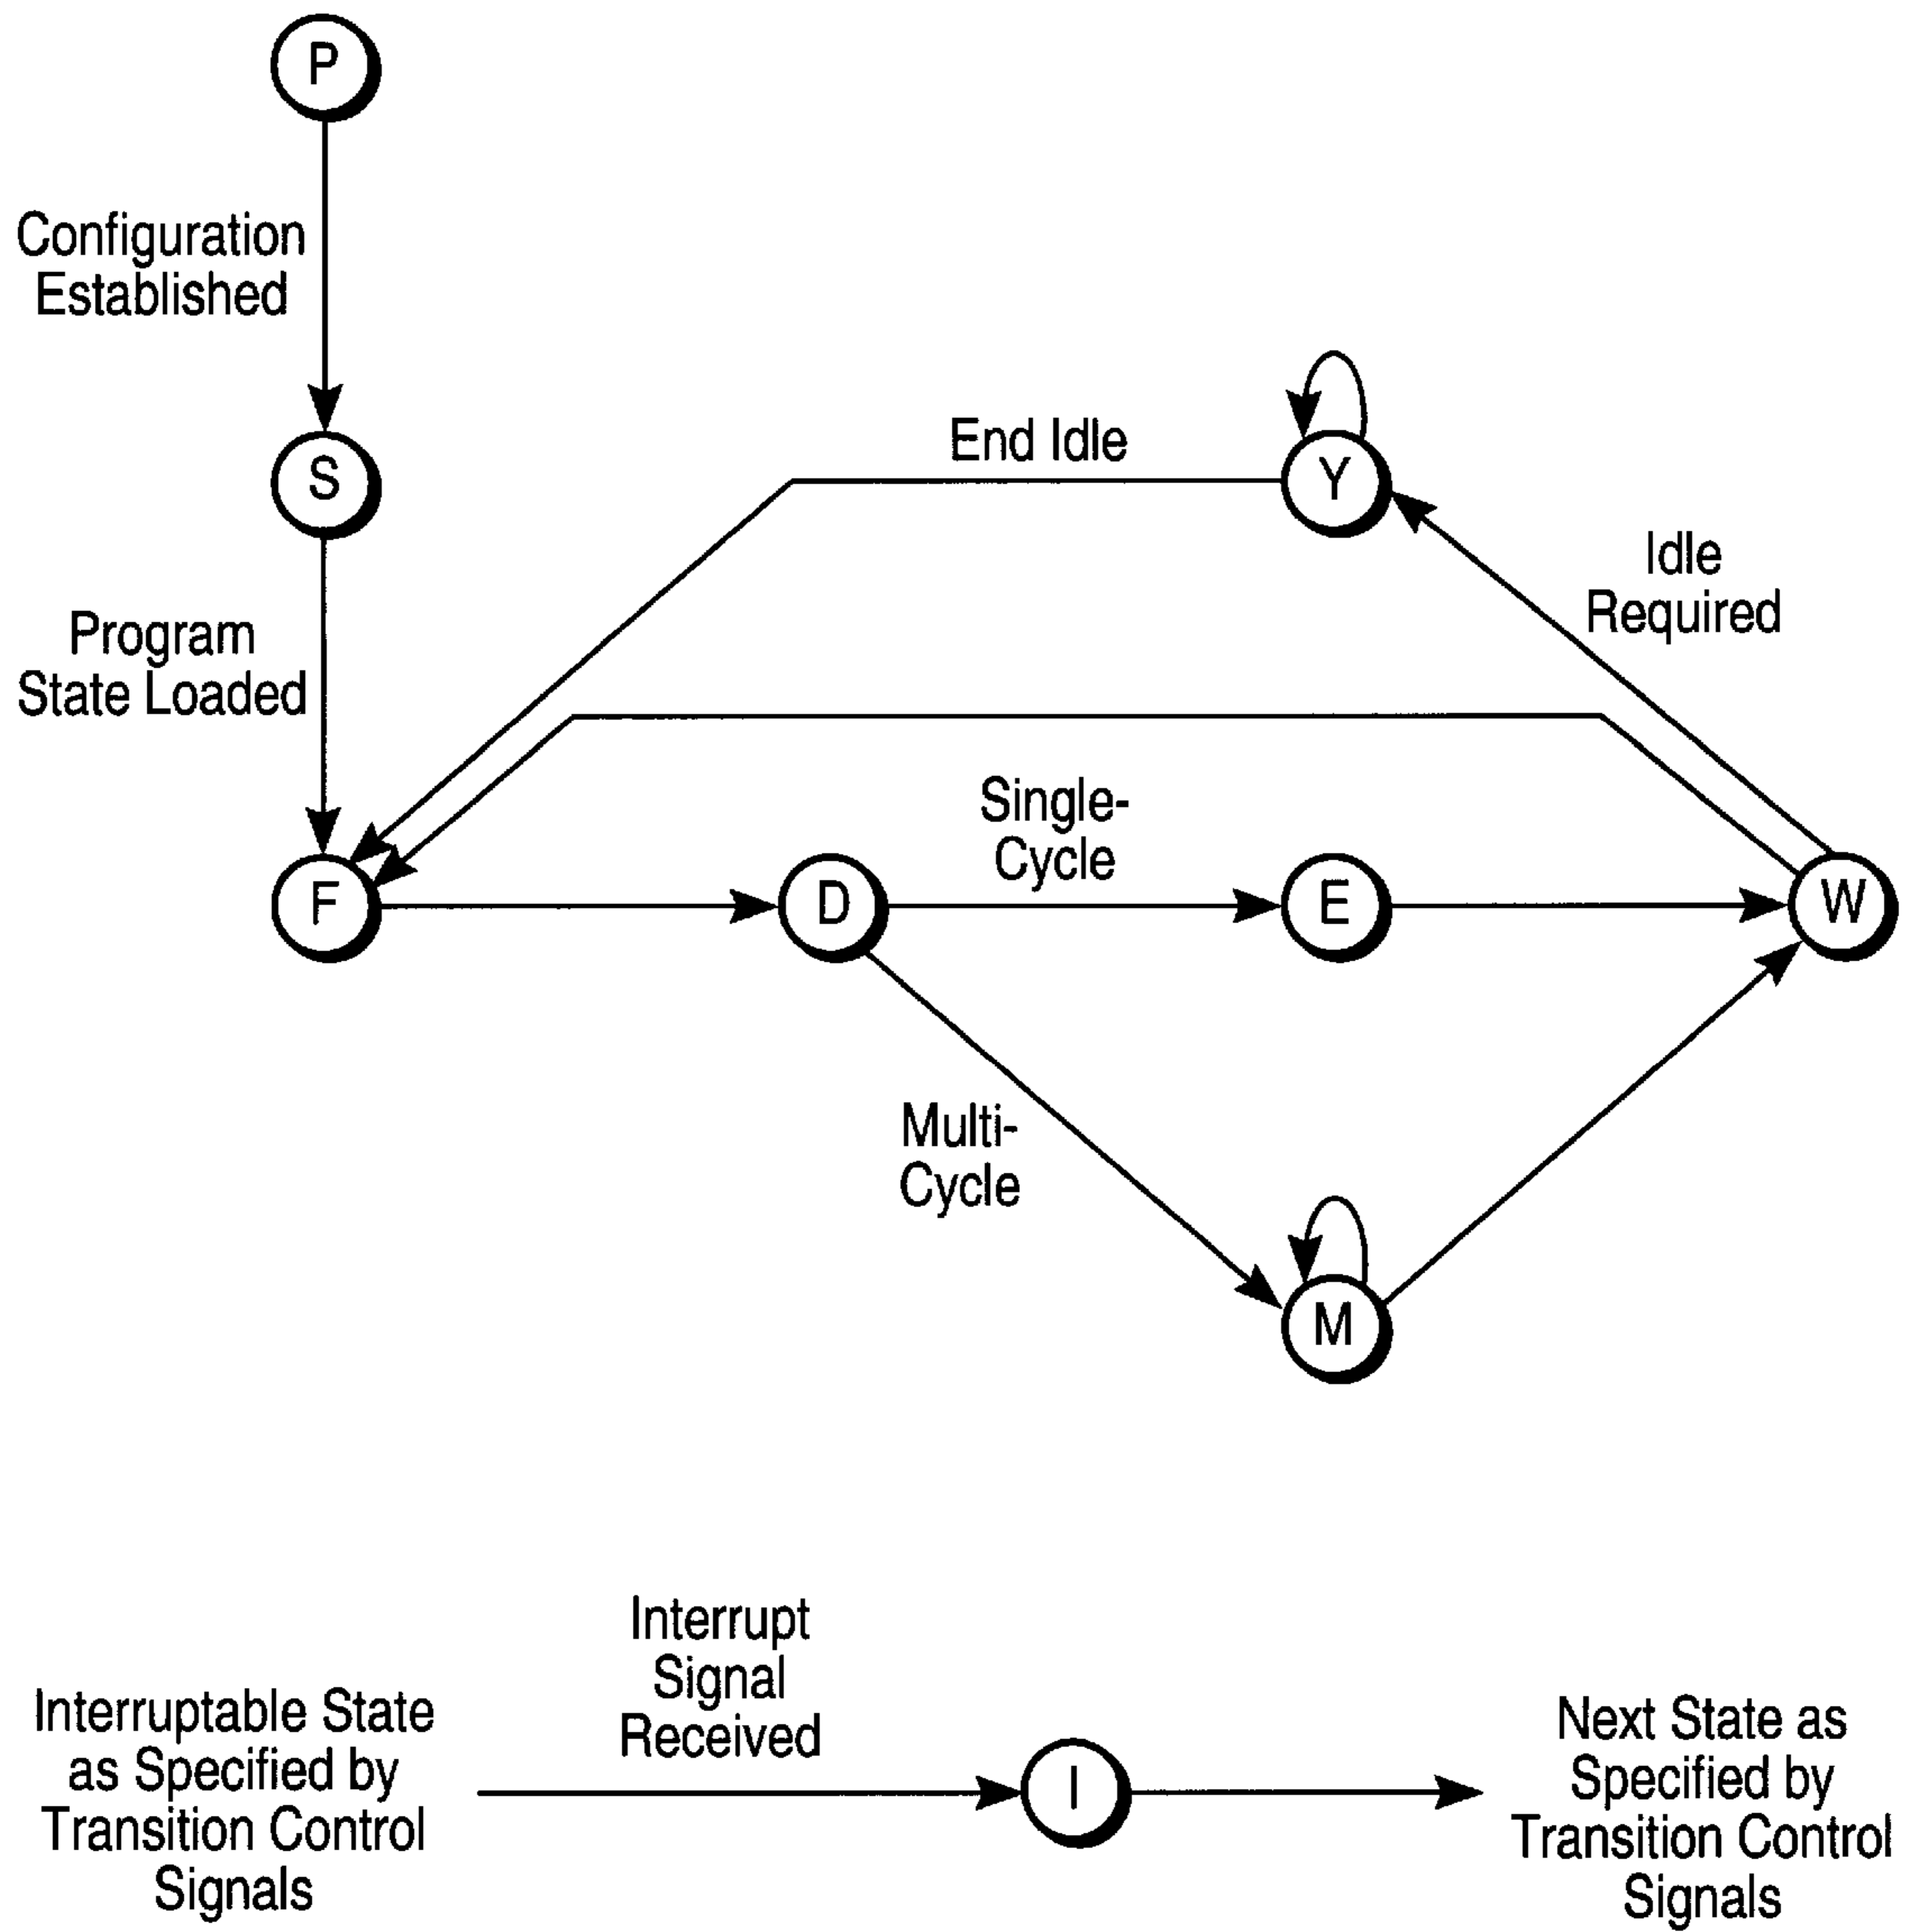 P
Configuration
Established
S
End Idle
Y
Idle
Required
Program
State Loaded
Single-
Cycle
F
D
E
W
Multi-
Cycle
M
Interrupt
Signal
Received
Interruptable State
as Specified by
Transition Control
Signals
I
Next State as
Specified by
Transition Control
Signals